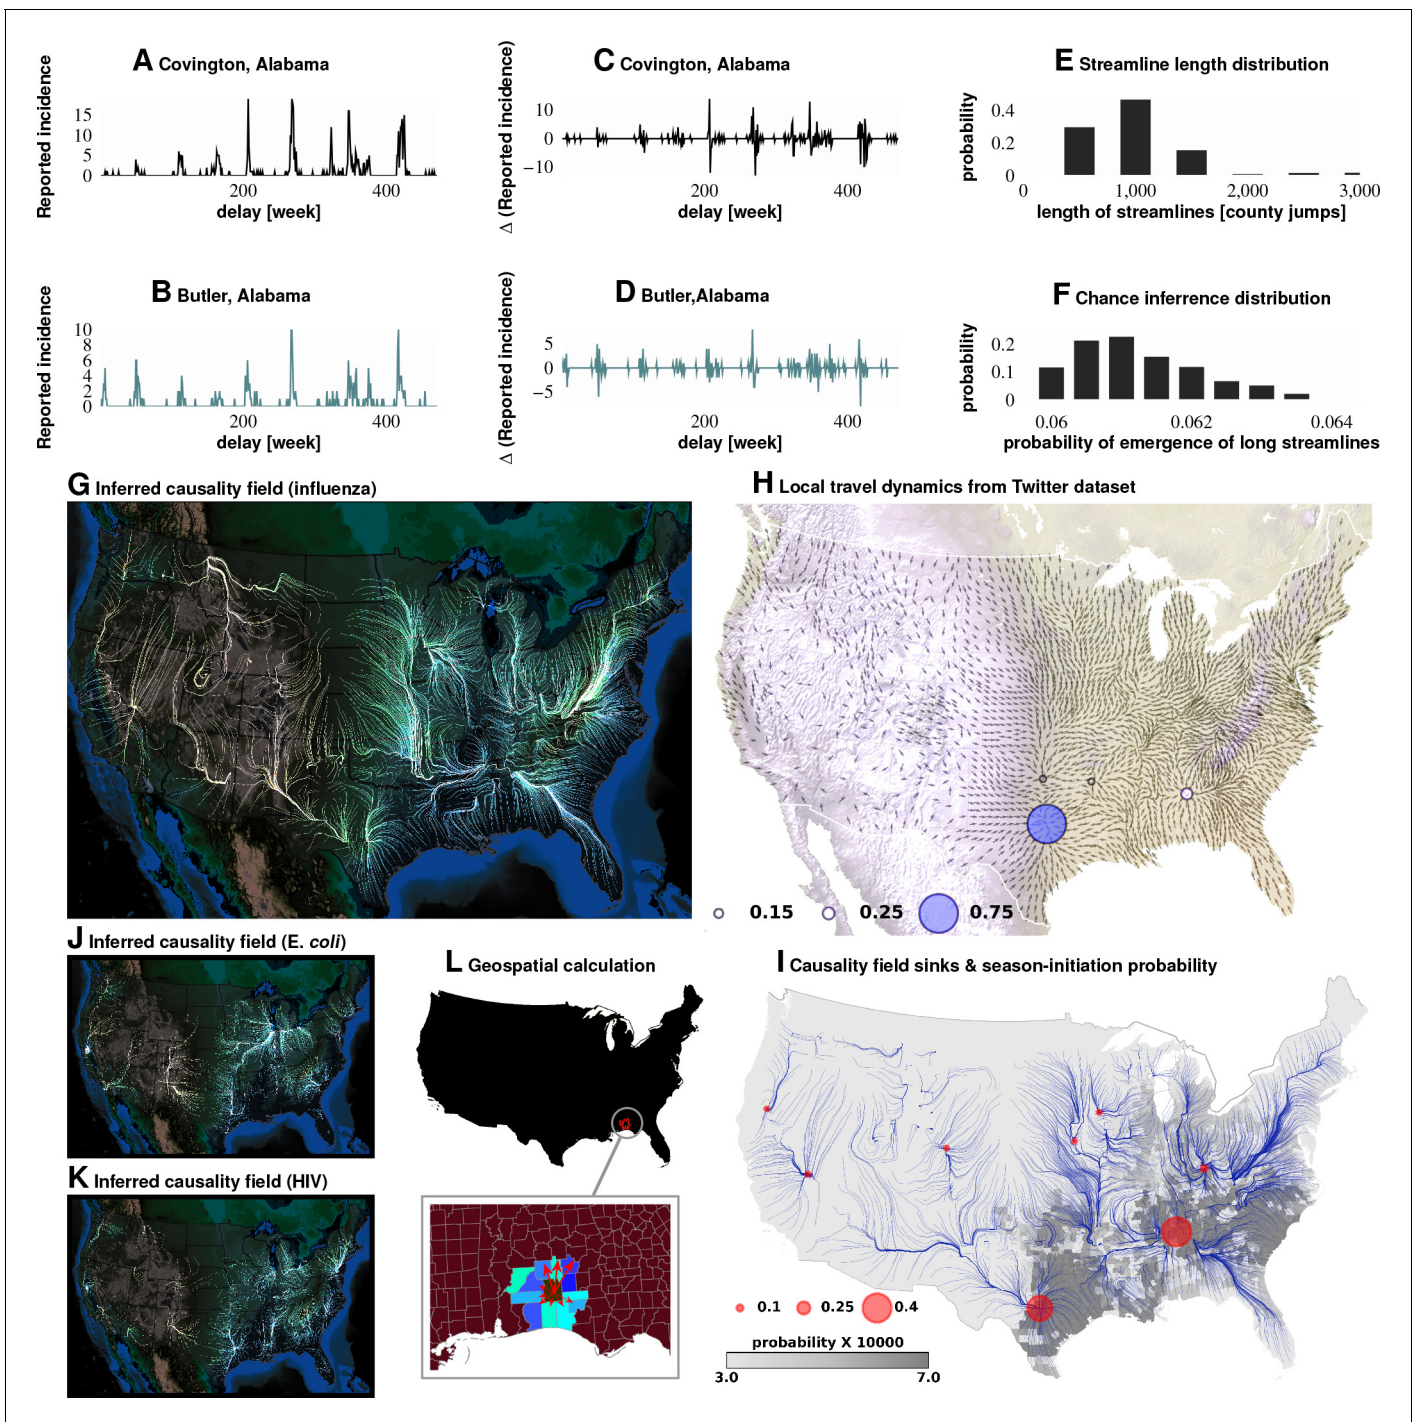 A Covington, Alabama
Reported incidence
15
10
5
0
200
400
delay [week]
C Covington, Alabama
Δ (Reported incidence)
10
0
−10
200
400
delay [week]
E Streamline length distribution
probability
0.4
0.2
0
0
1,000
2,000
3,000
length of streamlines [county jumps]
B Butler, Alabama
Reported incidence
10
8
6
4
2
0
200
400
delay [week]
D Butler,Alabama
Δ (Reported incidence)
5
0
−5
200
400
delay [week]
F Chance inferrence distribution
probability
0.2
0.1
0
0.06
0.062
0.064
probability of emergence of long streamlines
G Inferred causality field (influenza)
H Local travel dynamics from Twitter dataset
0.15
0.25
0.75
J Inferred causality field (E. coli)
K Inferred causality field (HIV)
L Geospatial calculation
I Causality field sinks & season-initiation probability
0.1
0.25
0.4
probability X 10000
3.0
7.0